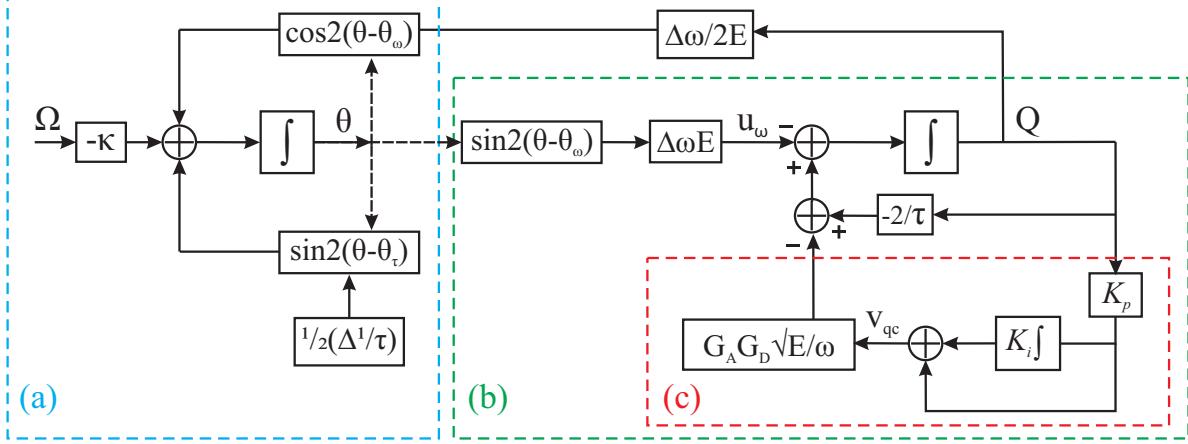 cos2(θ-θω)
Δω/2E
Ω
-κ
∫
θ
sin2(θ-θω)
ΔωE
uω
-
+
∫
Q
-2/τ
+
-
sin2(θ-θτ)
½(Δ¹/τ)
Kp
GAGD√E/ω
vqc
Ki∫
(a)
(b)
(c)